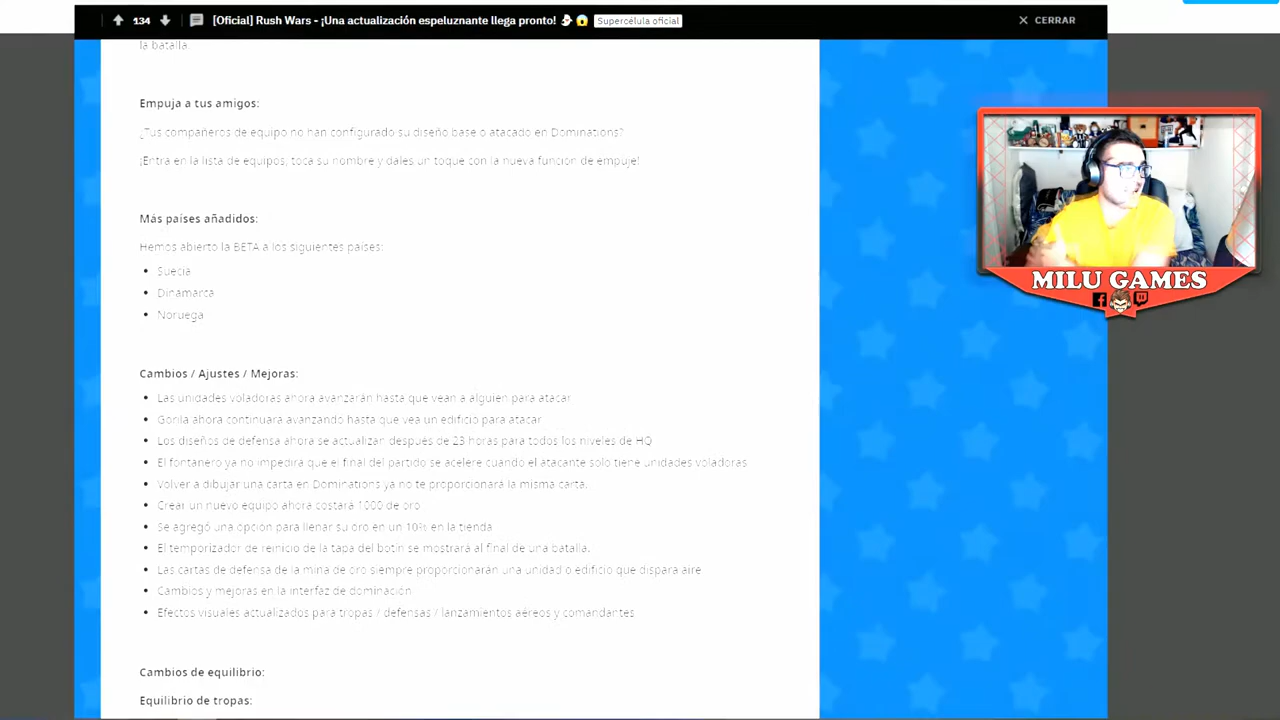 134 [Oficial] Rush Wars - ¡Una actualización espeluznante llega pronto! Supercélula oficial CERRAR
la batalla.
Empuja a tus amigos:
¿Tus compañeros de equipo no han configurado su diseño base o atacado en Dominations?
¡Entra en la lista de equipos, toca su nombre y dales un toque con la nueva función de empuje!
Más países añadidos:
Hemos abierto la BETA a los siguientes países:
• Suecia
• Dinamarca
• Noruega
Cambios / Ajustes / Mejoras:
• Las unidades voladoras ahora avanzarán hasta que vean a alguien para atacar
• Gorila ahora continuará avanzando hasta que vea un edificio para atacar
• Los diseños de defensa ahora se actualizan después de 23 horas para todos los niveles de HQ
• El fontanero ya no impedirá que el final del partido se acelere cuando el atacante solo tiene unidades voladoras
• Volver a dibujar una carta en Dominations ya no te proporcionará la misma carta.
• Crear un nuevo equipo ahora costará 1000 de oro
• Se agregó una opción para llenar su oro en un 10% en la tienda
• El temporizador de reinicio de la tapa del botín se mostrará al final de una batalla.
• Las cartas de defensa de la mina de oro siempre proporcionarán una unidad o edificio que dispara aire.
• Cambios y mejoras en la interfaz de dominación
• Efectos visuales actualizados para tropas / defensas / lanzamientos aéreos y comandantes
Cambios de equilibrio:
Equilibrio de tropas:
MILU GAMES